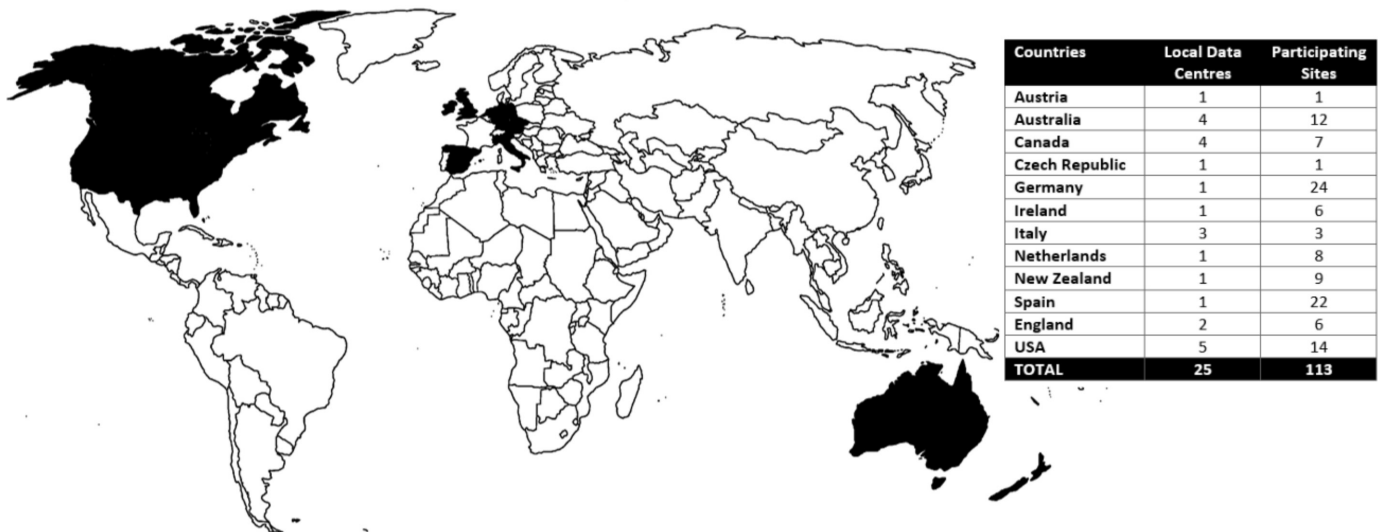 Countries Local Data Centres Participating Sites
Austria 1 1
Australia 4 12
Canada 4 7
Czech Republic 1 1
Germany 1 24
Ireland 1 6
Italy 3 3
Netherlands 1 8
New Zealand 1 9
Spain 1 22
England 2 6
USA 5 14
TOTAL 25 113